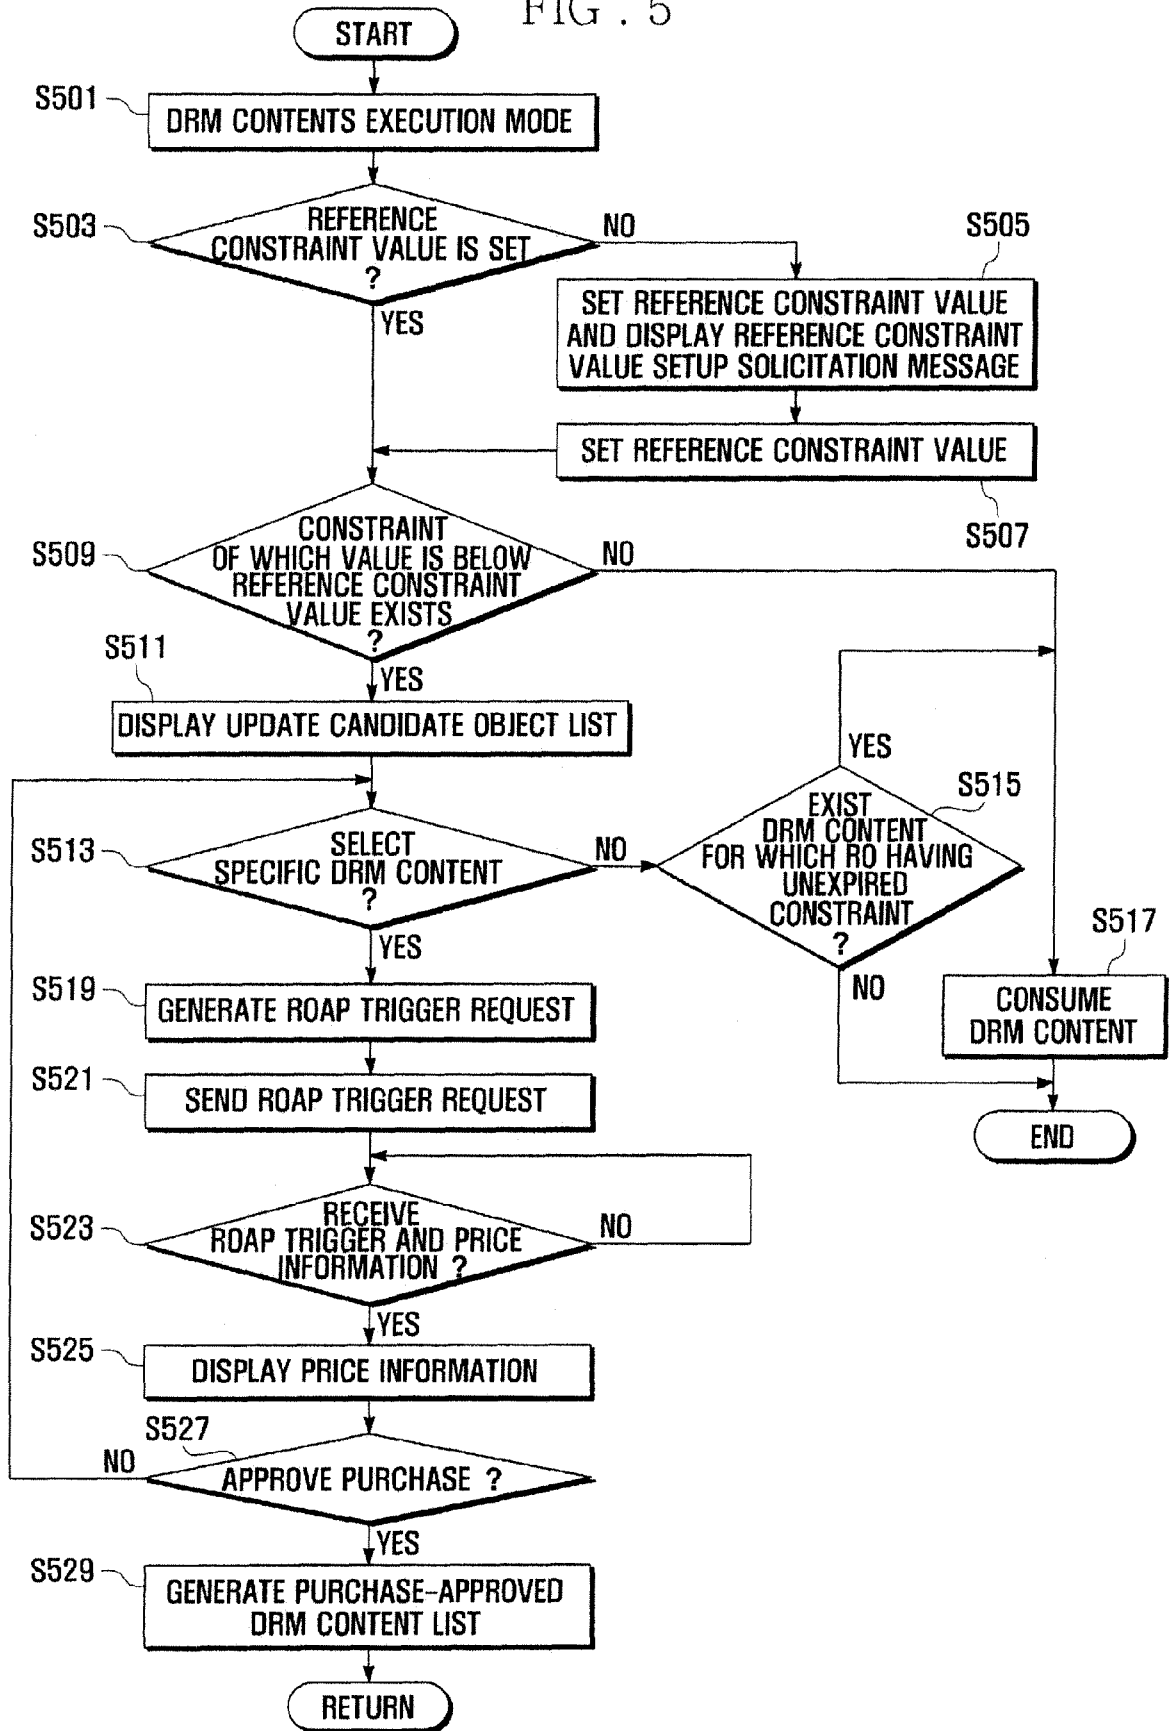 FIG . 5
START
S501
DRM CONTENTS EXECUTION MODE
S503
REFERENCE
CONSTRAINT VALUE IS SET
?
NO
YES
S505
SET REFERENCE CONSTRAINT VALUE
AND DISPLAY REFERENCE CONSTRAINT
VALUE SETUP SOLICITATION MESSAGE
SET REFERENCE CONSTRAINT VALUE
S507
S509
CONSTRAINT
OF WHICH VALUE IS BELOW
REFERENCE CONSTRAINT
VALUE EXISTS
?
NO
YES
S511
DISPLAY UPDATE CANDIDATE OBJECT LIST
S513
SELECT
SPECIFIC DRM CONTENT
?
NO
YES
YES
S515
EXIST
DRM CONTENT
FOR WHICH RO HAVING
UNEXPIRED
CONSTRAINT
?
NO
S517
CONSUME
DRM CONTENT
END
S519
GENERATE ROAP TRIGGER REQUEST
S521
SEND ROAP TRIGGER REQUEST
S523
RECEIVE
ROAP TRIGGER AND PRICE
INFORMATION ?
NO
YES
S525
DISPLAY PRICE INFORMATION
S527
APPROVE PURCHASE ?
NO
YES
S529
GENERATE PURCHASE-APPROVED
DRM CONTENT LIST
RETURN